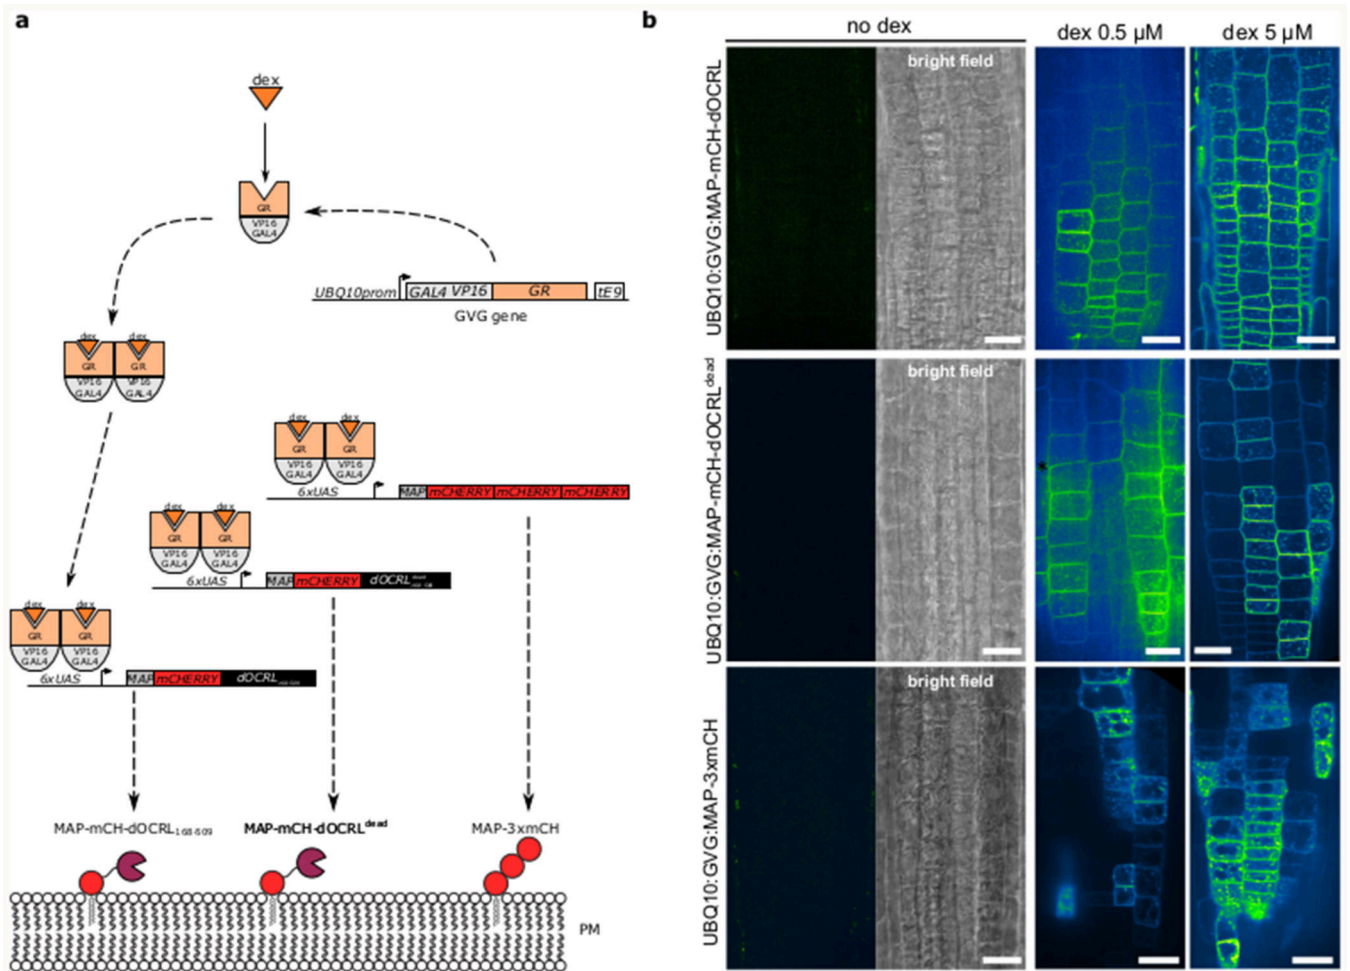 a
dex
GR
VP16
GAL4
UBQ10prom GAL4 VP16 GR tE9
GVG gene
dex dex
GR GR
VP16 VP16
GAL4 GAL4
dex dex
GR GR
VP16 VP16
GAL4 GAL4
6xUAS MAP mCHERRY mCHERRY mCHERRY
dex dex
GR GR
VP16 VP16
GAL4 GAL4
6xUAS MAP mCHERRY dOCRL
dex dex
GR GR
VP16 VP16
GAL4 GAL4
6xUAS MAP mCHERRY dOCRL
MAP-mCH-dOCRL168-509 MAP-mCH-dOCRLdead MAP-3xmCH
PM
b
no dex dex 0.5 µM dex 5 µM
UBQ10:GVG:MAP-mCH-dOCRL
bright field
UBQ10:GVG:MAP-mCH-dOCRLdead
bright field
*
UBQ10:GVG:MAP-3xmCH
bright field